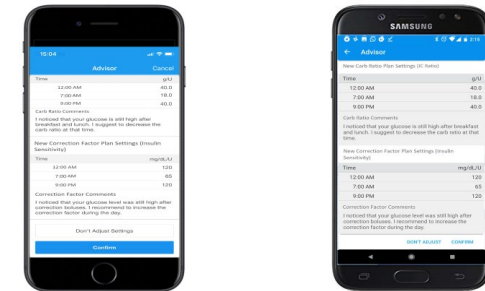 15:04
Advisor
Cancel
Time g/U
12:00 AM 40.0
7:00 AM 18.0
9:00 PM 40.0
Carb Ratio Comments
I noticed that your glucose is still high after
breakfast and lunch. I suggest to decrease the
carb ratio at that time.
New Correction Factor Plan Settings (Insulin
Sensitivity)
Time mg/dL/U
12:00 AM 120
7:00 AM 65
9:00 PM 120
Correction Factor Comments
I noticed that your glucose level was still high after
correction boluses. I recommend to increase the
correction factor during the day.
Don't Adjust Settings
Confirm
SAMSUNG
2:18
Advisor
New Carb Ratio Plan Settings (IC Ratio)
Time g/U
12:00 AM 40.0
7:00 AM 18.0
9:00 PM 40.0
Carb Ratio Comments
I noticed that your glucose is still high after breakfast
and lunch. I suggest to decrease the carb ratio at that
time.
New Correction Factor Plan Settings (Insulin
Sensitivity)
Time mg/dL/U
12:00 AM 120
7:00 AM 65
9:00 PM 120
Correction Factor Comments
I noticed that your glucose level was still high after
correction boluses. I recommend to increase the
correction factor during the day.
DON'T ADJUST CONFIRM